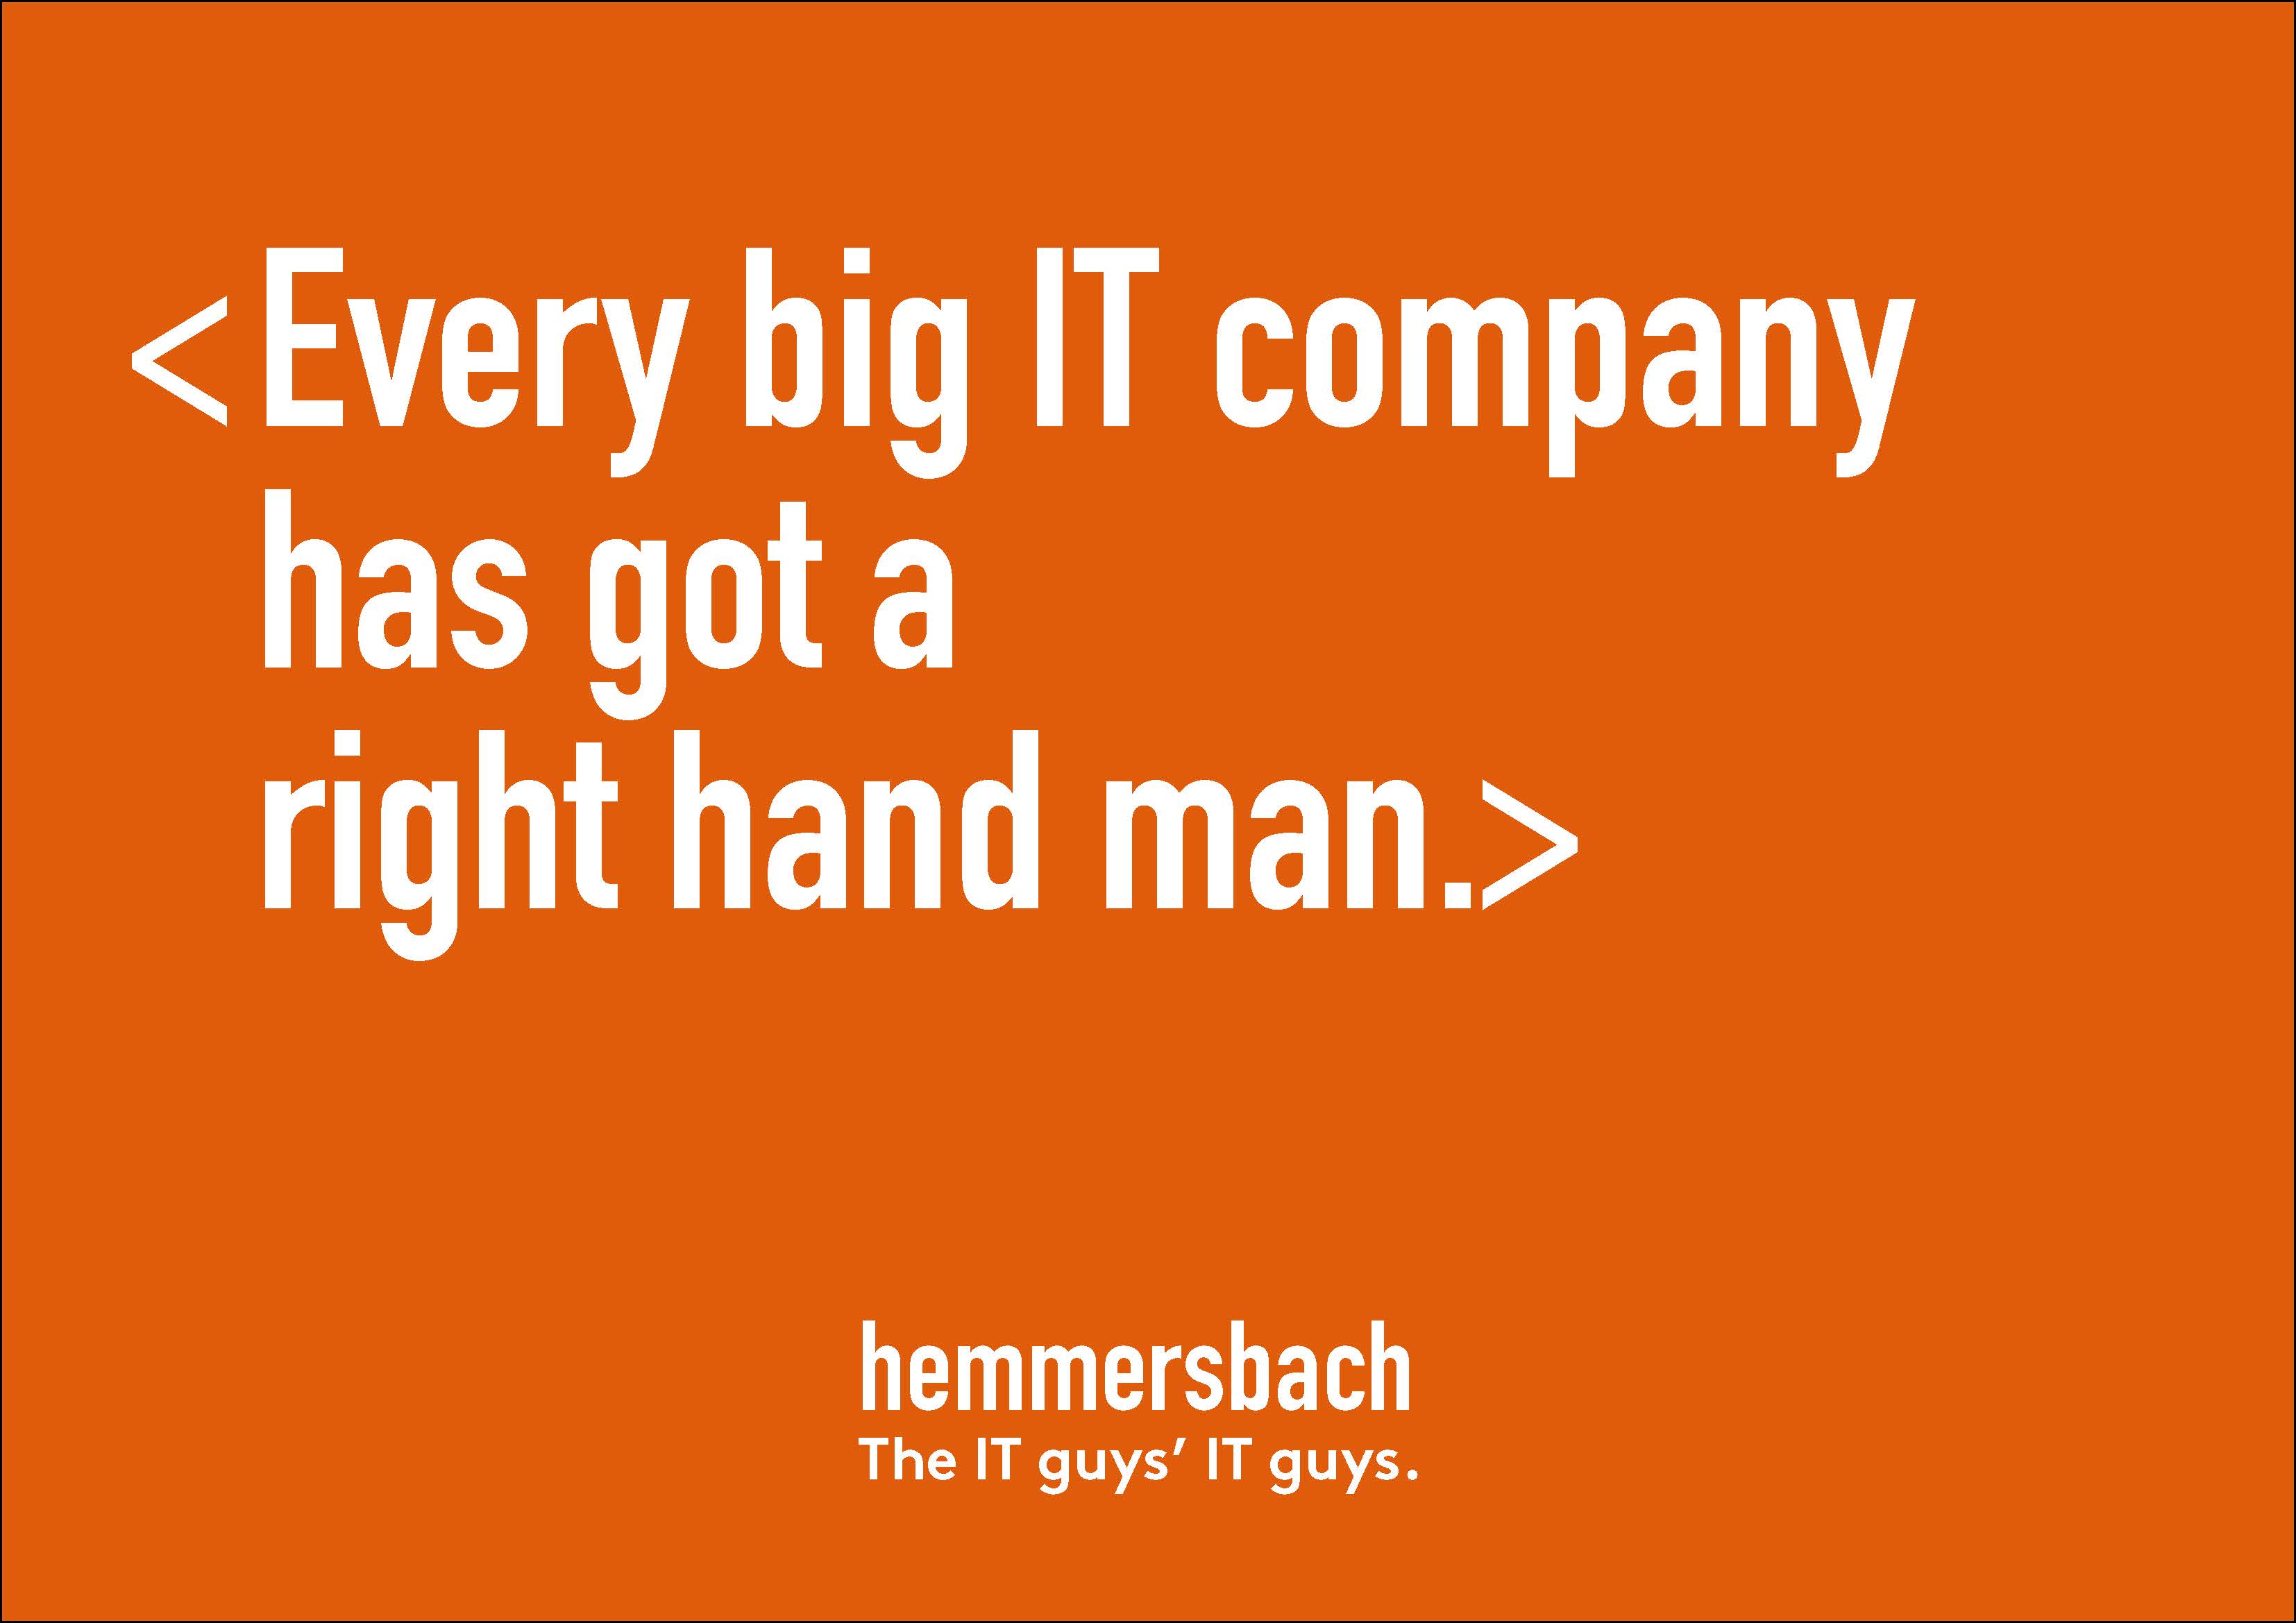 <Every big IT company
has got a
right hand man.>
hemmersbach
The IT guys’ IT guys.